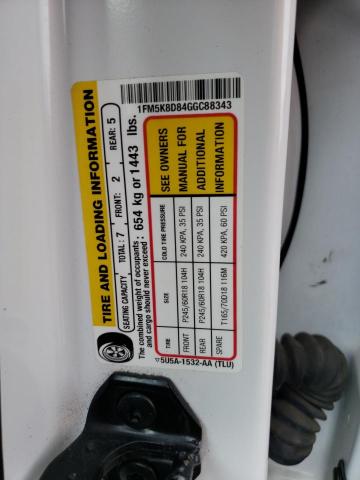 1FM5K8D84GGC88343
TIRE AND LOADING INFORMATION
SEATING CAPACITY TOTAL: 7 FRONT: 2 REAR: 5
The combined weight of occupants and cargo should never exceed: 654 kg or 1443 lbs.
TIRE SIZE COLD TIRE PRESSURE
FRONT P245/60R18 104H 240 KPA, 35 PSI
REAR P245/60R18 104H 240 KPA, 35 PSI
SPARE T165/70D18 116M 420 KPA, 60 PSI
SEE OWNERS
MANUAL FOR
ADDITIONAL
INFORMATION
5U5A-1532-AA (TLU)